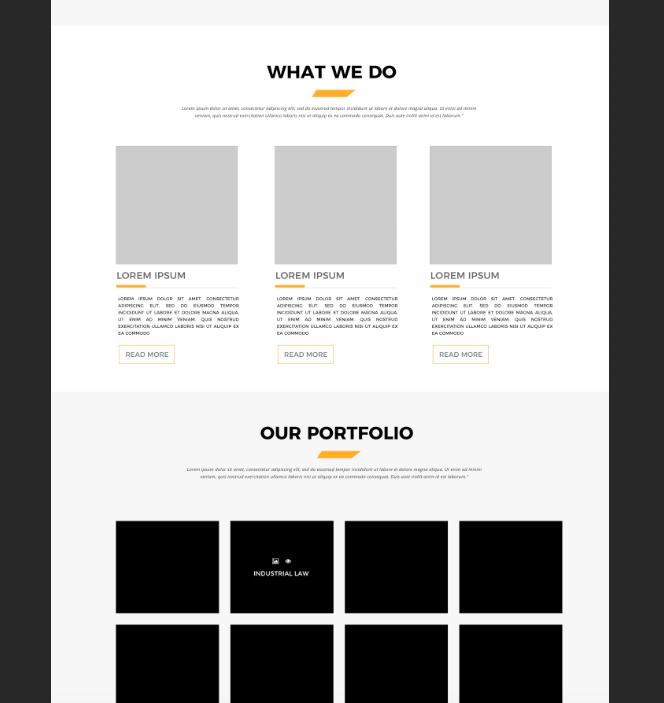 WHAT WE DO
Lorem ipsum dolor sit amet, consectetur adipiscing elit, sed do eiusmod tempor incididunt ut labore et dolore magna aliqua. Ut enim ad minim
veniam, quis nostrud exercitation ullamco laboris nisi ut aliquip ex ea commodo consequat. Duis aute mollit anim id est laborum."
LOREM IPSUM
LOREM IPSUM DOLOR SIT AMET, CONSECTETUR
ADIPISCING ELIT, SED DO EIUSMOD TEMPOR
INCIDIDUNT UT LABORE ET DOLORE MAGNA ALIQUA.
UT ENIM AD MINIM VENIAM, QUIS NOSTRUD
EXERCITATION ULLAMCO LABORIS NISI UT ALIQUIP EX
EA COMMODO
READ MORE
LOREM IPSUM
LOREM IPSUM DOLOR SIT AMET, CONSECTETUR
ADIPISCING ELIT, SED DO EIUSMOD TEMPOR
INCIDIDUNT UT LABORE ET DOLORE MAGNA ALIQUA.
UT ENIM AD MINIM VENIAM, QUIS NOSTRUD
EXERCITATION ULLAMCO LABORIS NISI UT ALIQUIP EX
EA COMMODO
READ MORE
LOREM IPSUM
LOREM IPSUM DOLOR SIT AMET, CONSECTETUR
ADIPISCING ELIT, SED DO EIUSMOD TEMPOR
INCIDIDUNT UT LABORE ET DOLORE MAGNA ALIQUA.
UT ENIM AD MINIM VENIAM, QUIS NOSTRUD
EXERCITATION ULLAMCO LABORIS NISI UT ALIQUIP EX
EA COMMODO
READ MORE
OUR PORTFOLIO
Lorem ipsum dolor sit amet, consectetur adipiscing elit, sed do eiusmod tempor incididunt ut labore et dolore magna aliqua. Ut enim ad minim
veniam, quis nostrud exercitation ullamco laboris nisi ut aliquip ex ea commodo consequat. Duis aute mollit anim id est laborum."
INDUSTRIAL LAW